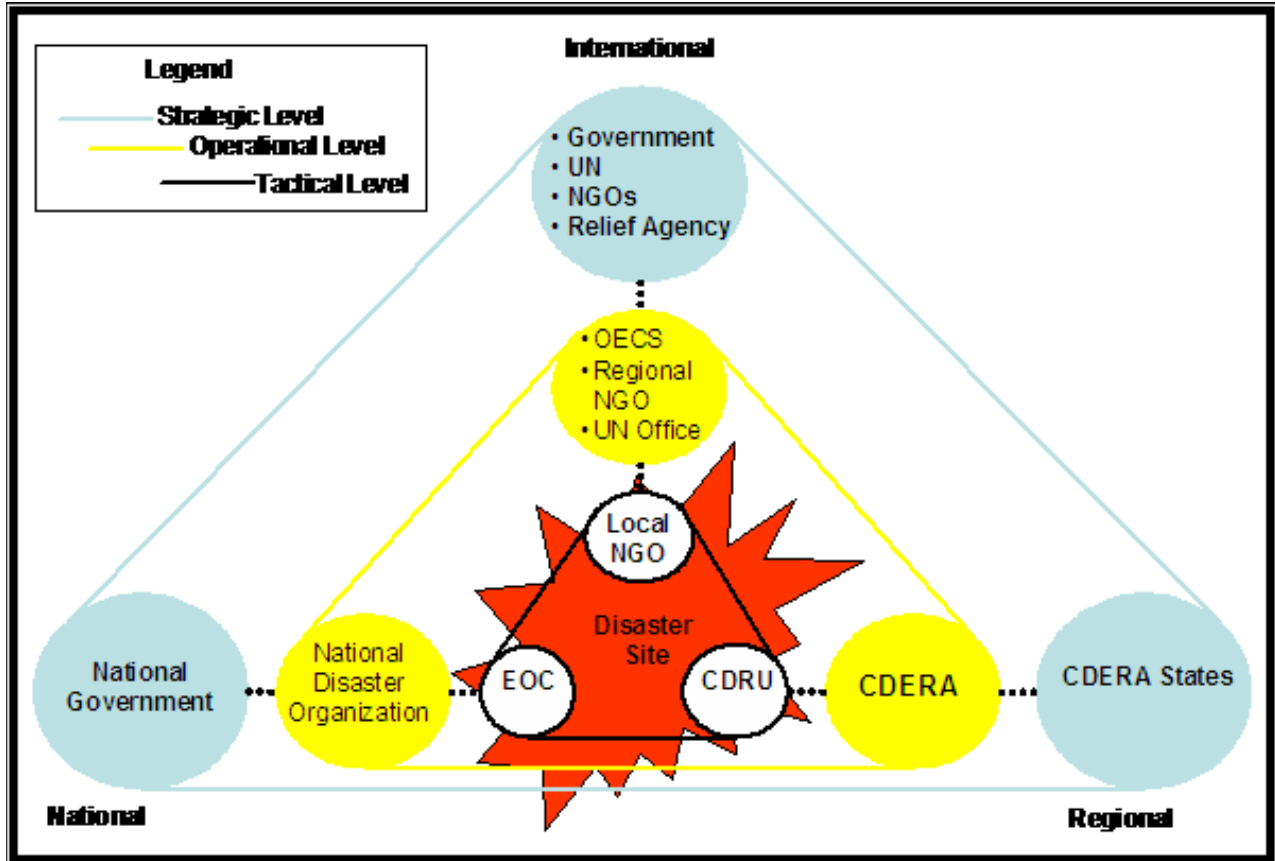 International
Legend
Strategic Level
Operational Level
Tactical Level
• Government
• UN
• NGOs
• Relief Agency
• OECS
• Regional
NGO
• UN Office
Local
NGO
Disaster
Site
National
Government
National
Disaster
Organization
EOC
CDRU
CDERA
CDERA States
National
Regional